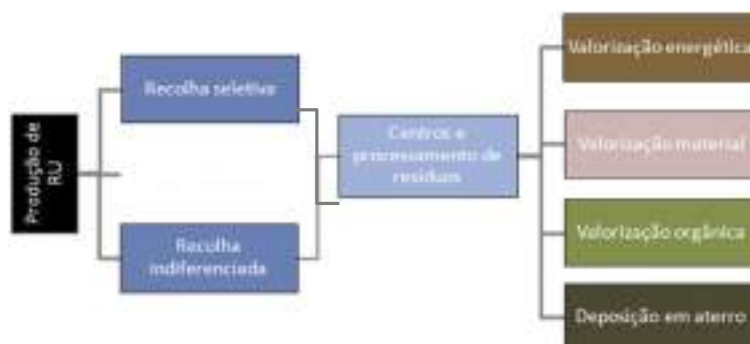 Produção de
RU
Recolha seletiva
Recolha
indiferenciada
Centros e
processamento de
resíduos
Valorização energética
Valorização material
Valorização orgânica
Deposição em aterro